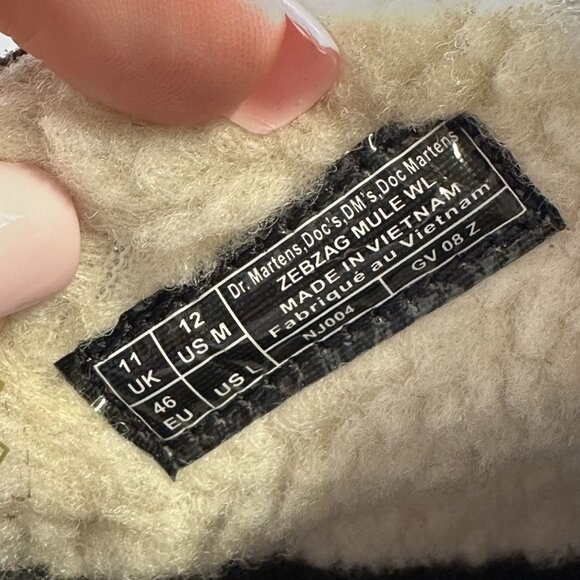 Dr. Martens,Doc's,DM's,Doc Martens
ZEBZAG MULE WL
MADE IN VIETNAM
Fabriqué au Vietnam
NJ004
GV 08 Z
11
UK
12
US M
46
EU
US L